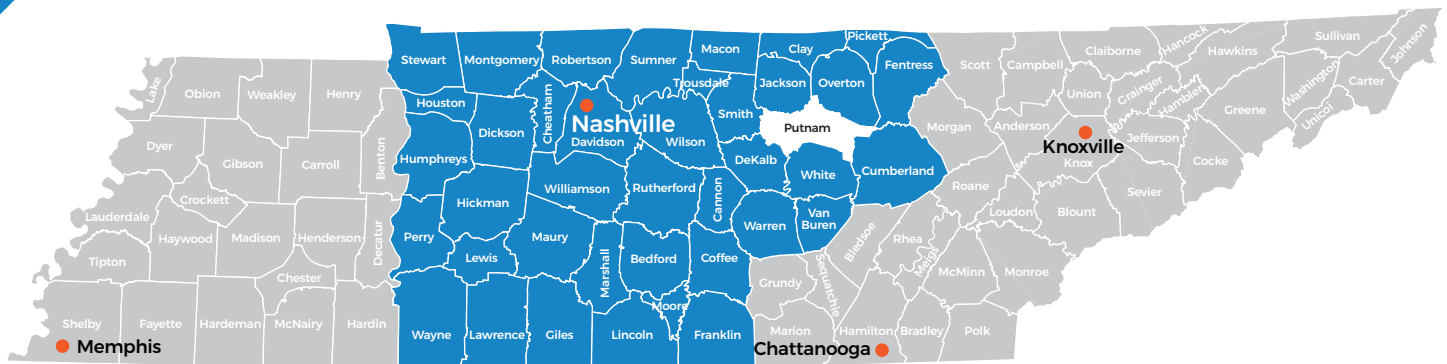 Stewart
Montgomery
Robertson
Sumner
Macon
Clay
Pickett
Fentress
Scott
Campbell
Claiborne
Hancock
Hawkins
Sullivan
Johnson
Lake
Obion
Weakley
Henry
Houston
Dickson
Cheatham
Nashville
Davidson
Wilson
Trousdale
Smith
Jackson
Overton
Putnam
Morgan
Anderson
Union
Grainger
Hamblen
Greene
Washington
Unicoi
Carter
Dyer
Gibson
Carroll
Benton
Humphreys
Williamson
Rutherford
Cannon
DeKalb
White
Cumberland
Roane
Knoxville
Knox
Jefferson
Cocke
Sevier
Lauderdale
Crockett
Haywood
Madison
Henderson
Decatur
Perry
Hickman
Lewis
Maury
Marshall
Bedford
Coffee
Warren
Van
Buren
Bledsoe
Rhea
Meigs
Loudon
Blount
Tipton
Chester
Moore
Grundy
Sequatchie
McMinn
Monroe
Shelby
Fayette
Hardeman
McNairy
Hardin
Wayne
Lawrence
Giles
Lincoln
Franklin
Marion
Hamilton
Bradley
Polk
Memphis
Chattanooga